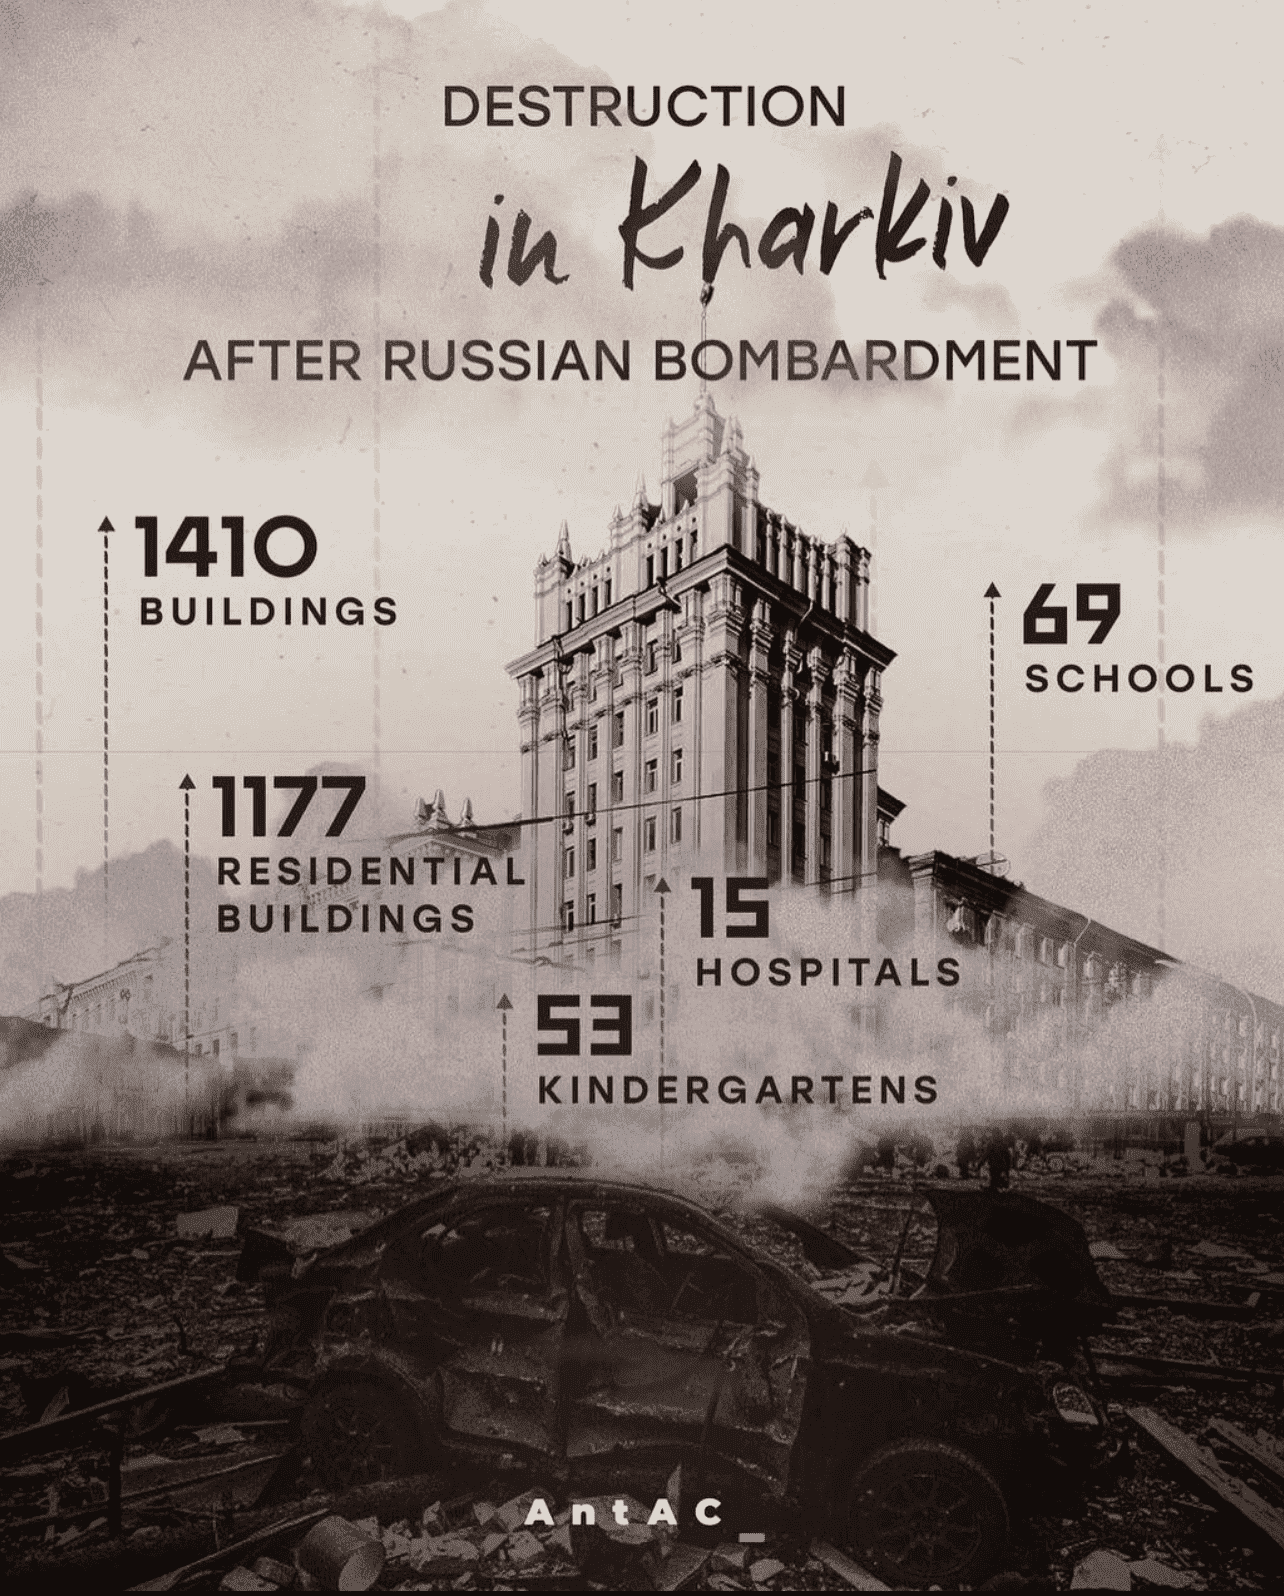 DESTRUCTION
in Kharkiv
AFTER RUSSIAN BOMBARDMENT
1410
BUILDINGS
69
SCHOOLS
1177
RESIDENTIAL
BUILDINGS
15
HOSPITALS
53
KINDERGARTENS
AntAC_